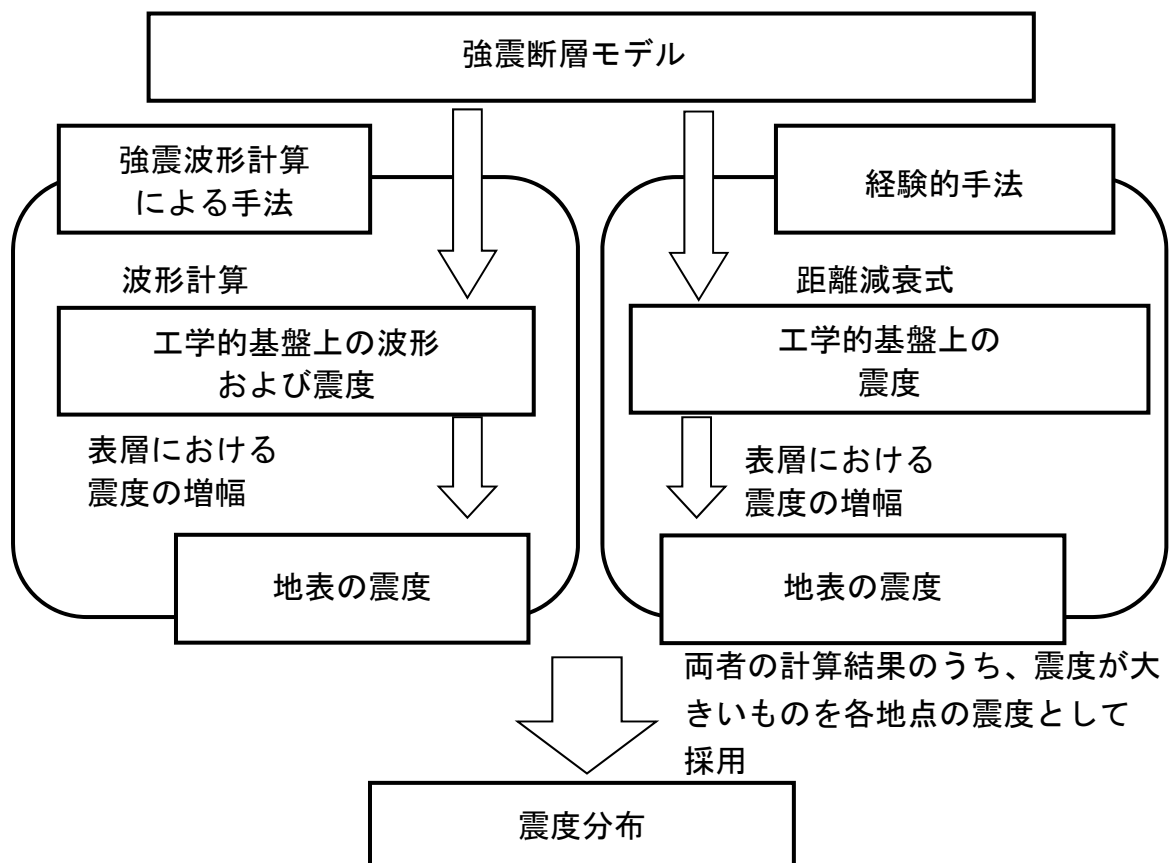 強震断層モデル
強震波形計算
による手法
波形計算
工学的基盤上の波形
および震度
表層における
震度の増幅
地表の震度
経験的手法
距離減衰式
工学的基盤上の
震度
表層における
震度の増幅
地表の震度
両者の計算結果のうち、震度が大
きいものを各地点の震度として
採用
震度分布